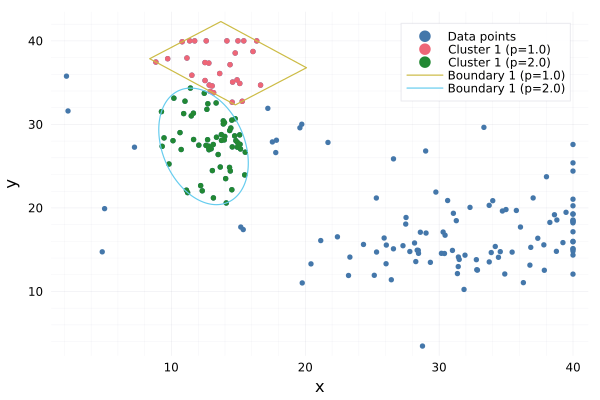 40
30
20
10
y
10
20
30
40
x
Data points
Cluster 1 (p=1.0)
Cluster 1 (p=2.0)
Boundary 1 (p=1.0)
Boundary 1 (p=2.0)